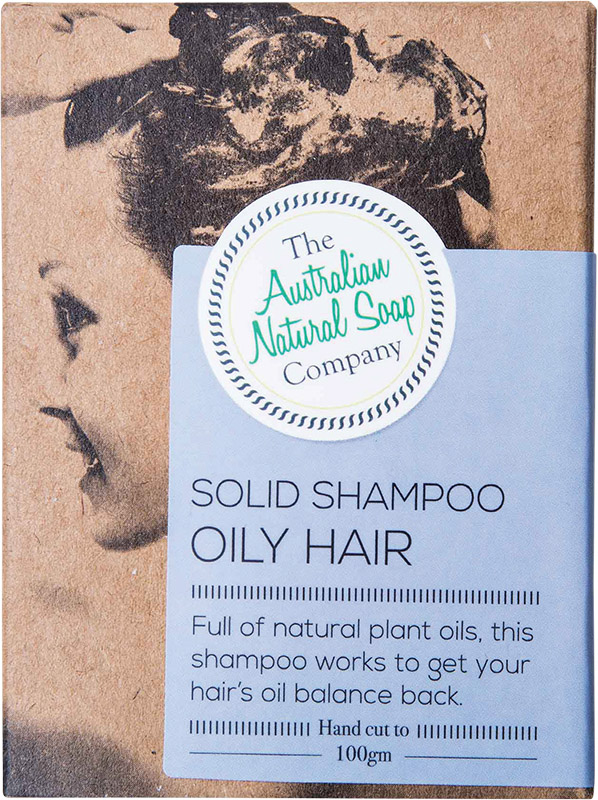 The
Australian
Natural Soap
Company
SOLID SHAMPOO
OILY HAIR
Full of natural plant oils, this
shampoo works to get your
hair's oil balance back.
Hand cut to
100gm